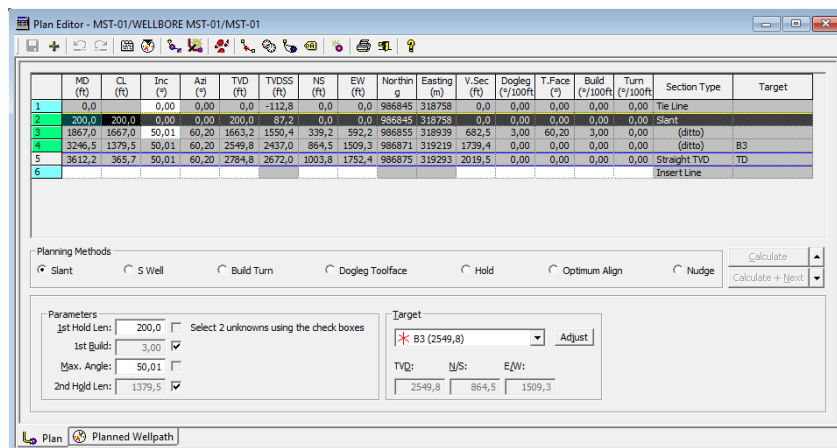 Plan Editor - MST-01/WELLBORE MST-01/MST-01
MD (ft) CL (ft) Inc (°) Azi (°) TVD (ft) TVDSS (ft) NS (ft) EW (ft) Northin g Easting (m) V.Sec (ft) Dogleg (°/100ft) T.Face (°) Build (°/100ft) Turn (°/100ft) Section Type Target
1 0,0 0,00 0,00 0,0 -112,8 0,0 0,0 986845 318758 0,0 0,00 0,00 0,00 0,00 Tie Line
2 200,0 200,0 0,00 0,00 200,0 87,2 0,0 0,0 986845 318758 0,0 0,00 0,00 0,00 0,00 Slant
3 1867,0 1667,0 50,01 60,20 1663,2 1550,4 339,2 592,2 986855 318939 682,5 3,00 60,20 3,00 0,00 (ditto)
4 3246,5 1379,5 50,01 60,20 2549,8 2437,0 864,5 1509,3 986871 319219 1739,4 0,00 0,00 0,00 0,00 (ditto) B3
5 3612,2 365,7 50,01 60,20 2784,8 2672,0 1003,8 1752,4 986875 319293 2019,5 0,00 0,00 0,00 0,00 Straight TVD TD
6 Insert Line
Planning Methods
Slant S Well Build Turn Dogleg Toolface Hold Optimum Align Nudge
Calculate
Calculate + Next
Parameters
1st Hold Len: 200,0 Select 2 unknowns using the check boxes
1st Build: 3,00
Max. Angle: 50,01
2nd Hold Len: 1379,5
Target
B3 (2549,8) Adjust
TVD: N/S: E/W:
2549,8 864,5 1509,3
Plan Planned Wellpath